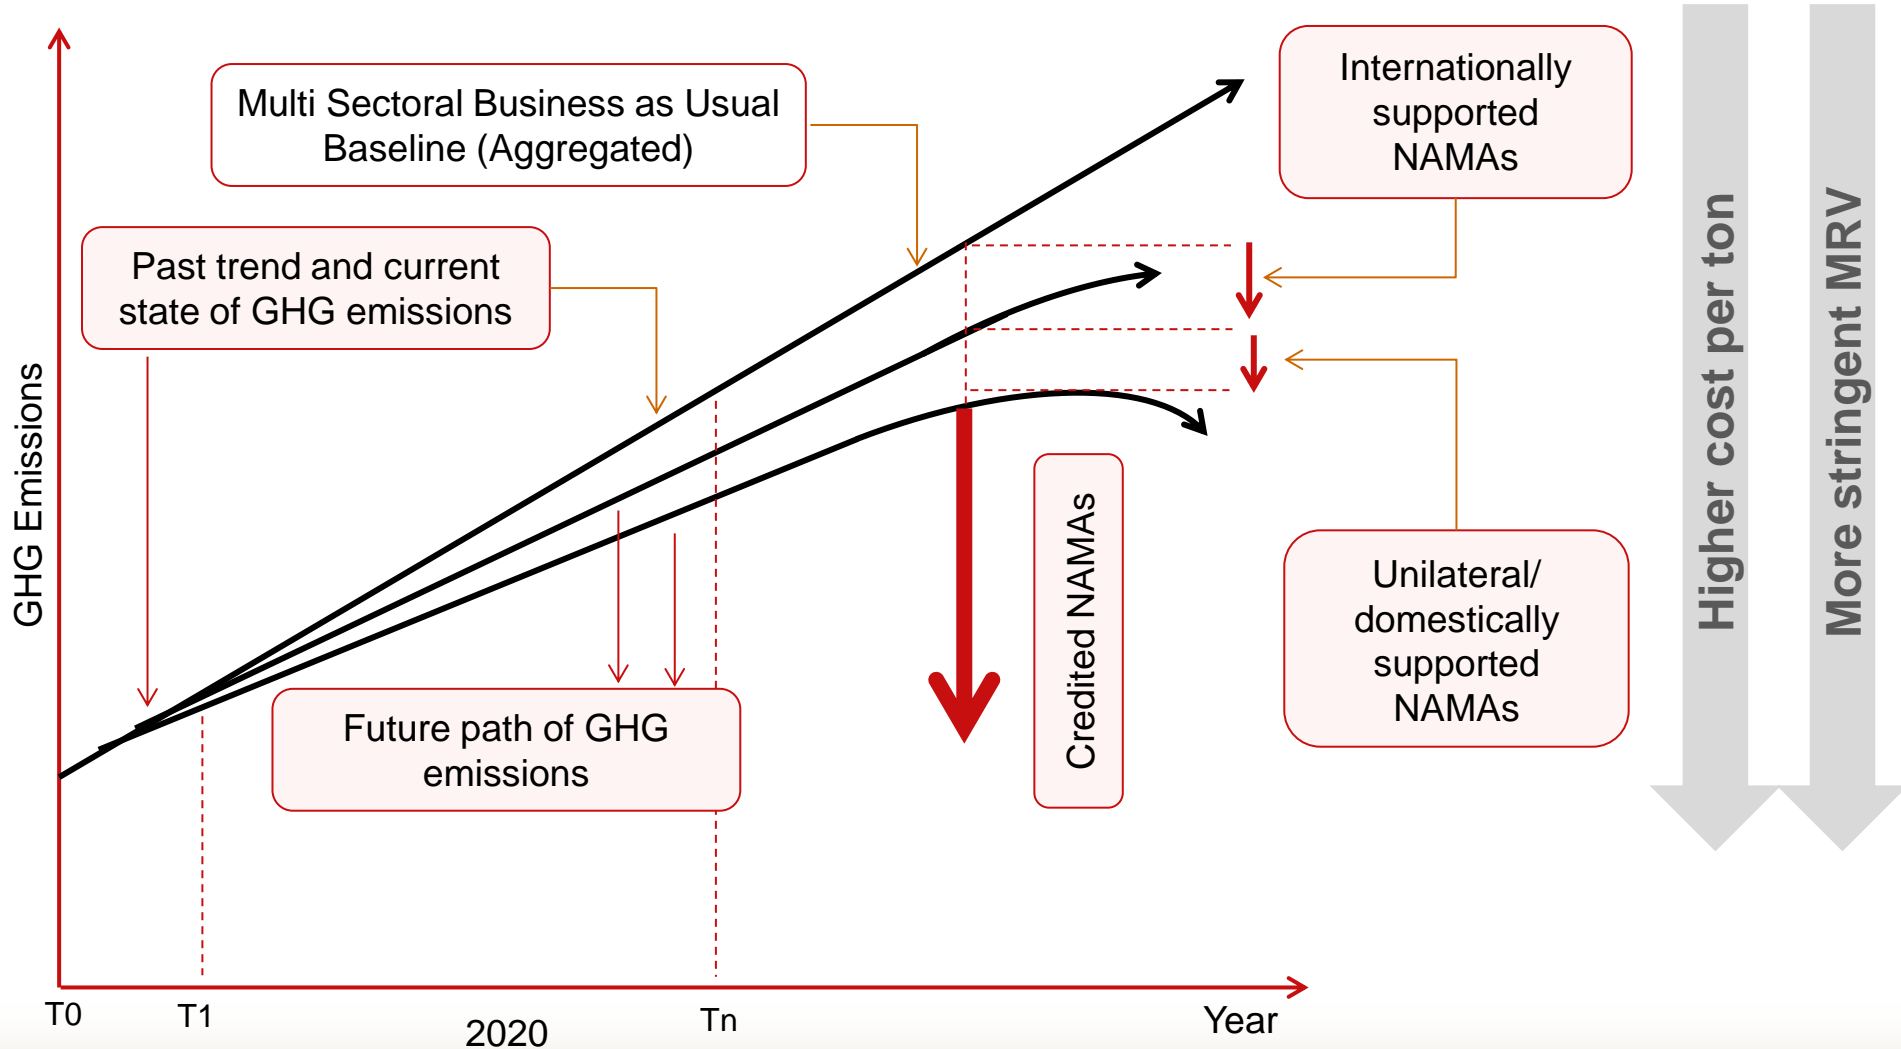 Multi Sectoral Business as Usual
Baseline (Aggregated)
Internationally
supported
NAMAs
Past trend and current
state of GHG emissions
GHG Emissions
Future path of GHG
emissions
Credited NAMAs
Unilateral/
domestically
supported
NAMAs
Higher cost per ton
More stringent MRV
T0
T1
2020
Tn
Year